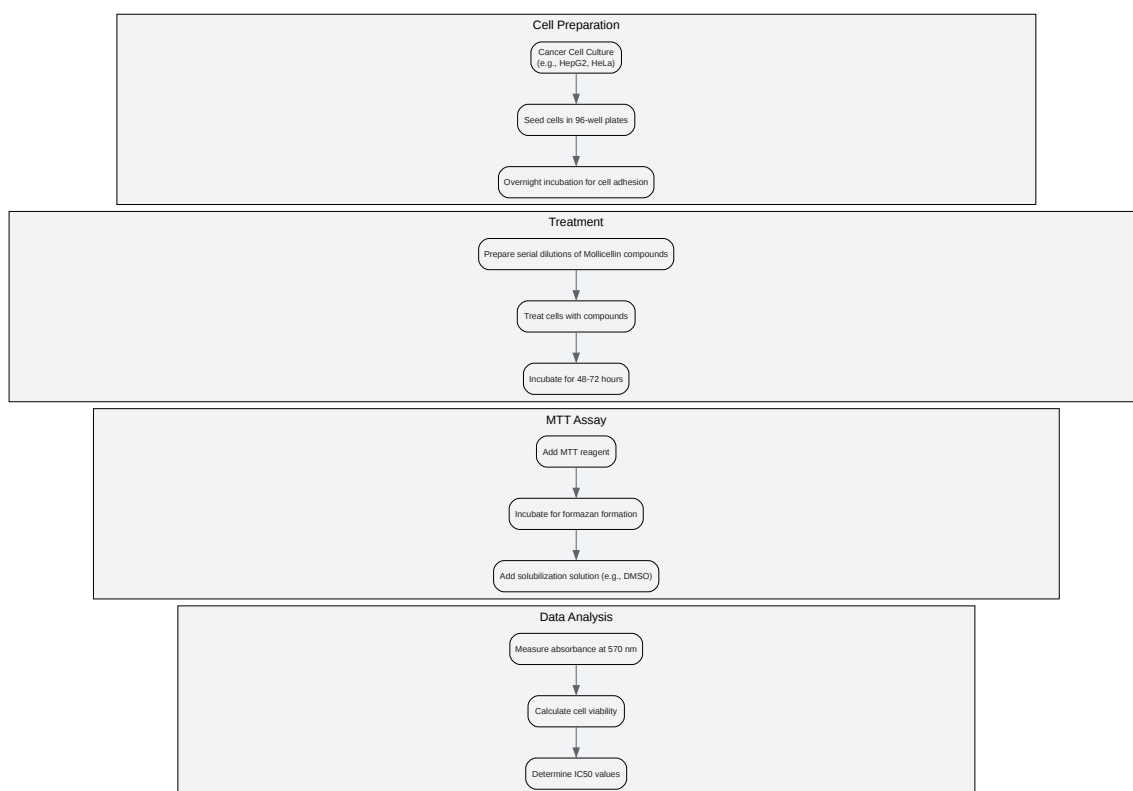 Cell Preparation
Cancer Cell Culture
(e.g., HepG2, HeLa)
Seed cells in 96-well plates
Overnight incubation for cell adhesion
Treatment
Prepare serial dilutions of Mollicellin compounds
Treat cells with compounds
Incubate for 48-72 hours
MTT Assay
Add MTT reagent
Incubate for formazan formation
Add solubilization solution (e.g., DMSO)
Data Analysis
Measure absorbance at 570 nm
Calculate cell viability
Determine IC50 values